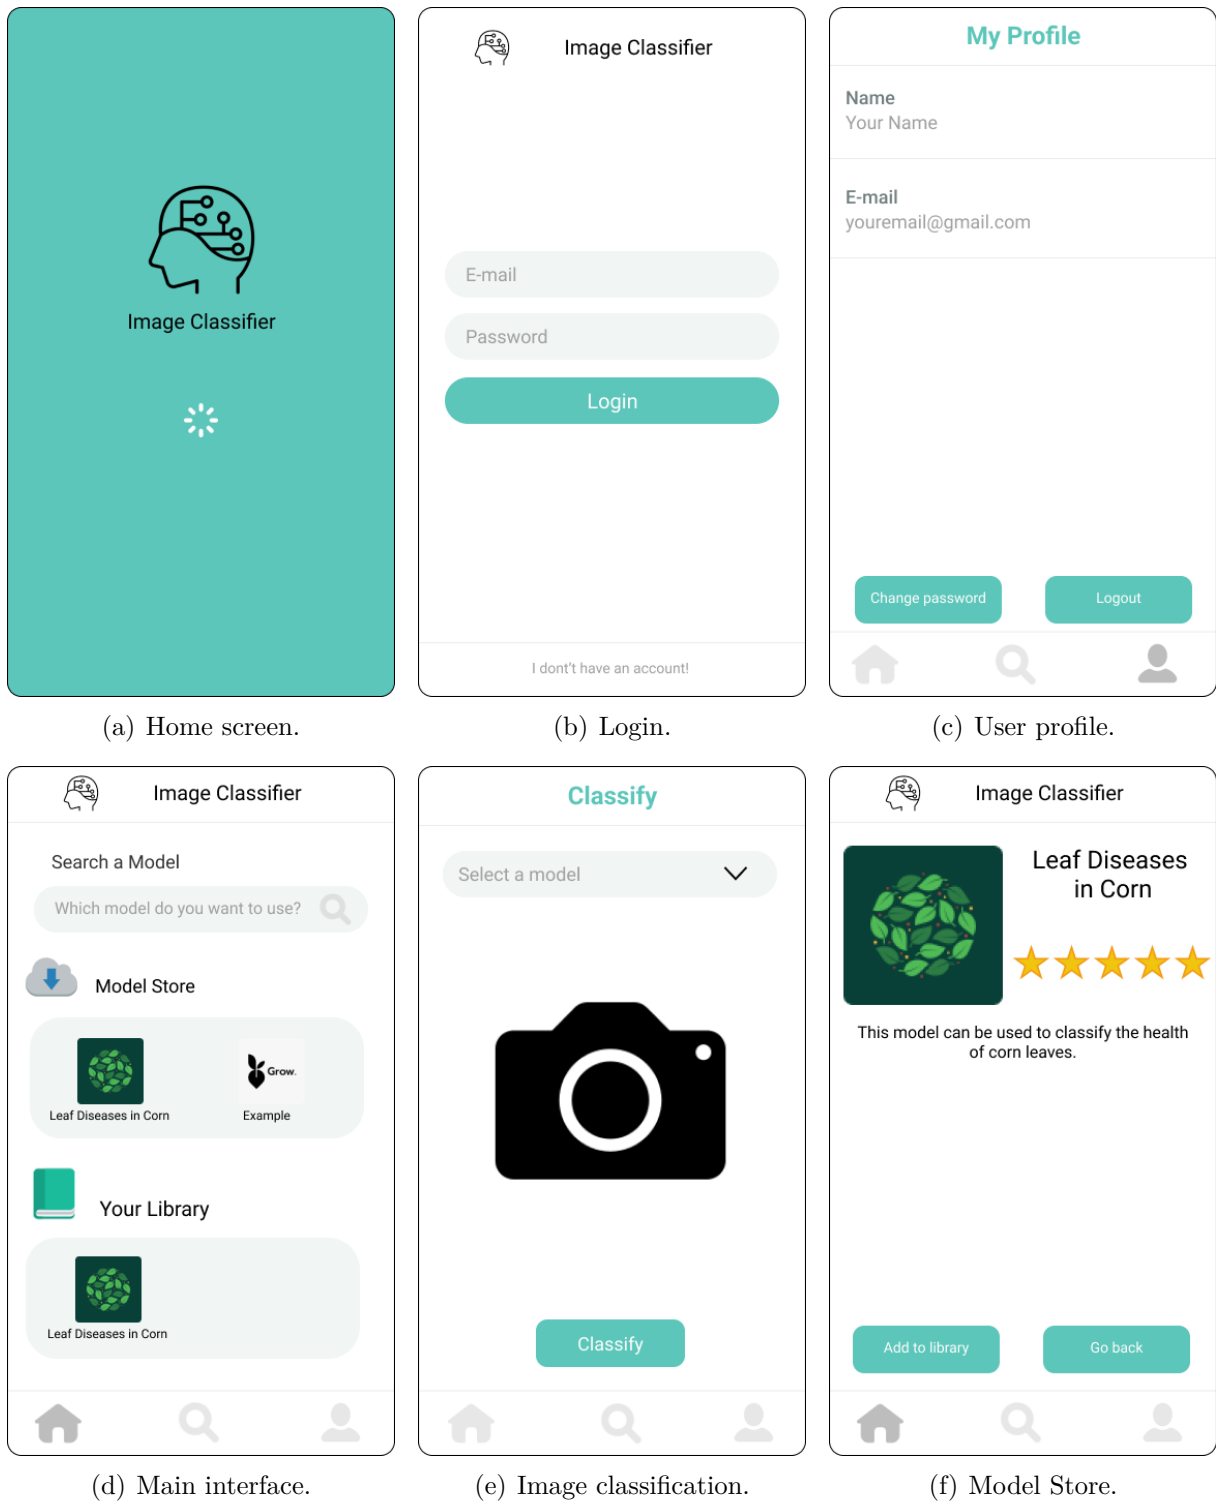 Image Classifier
(a) Home screen.
Image Classifier
E-mail
Password
Login
I dont't have an account!
(b) Login.
My Profile
Name
Your Name
E-mail
youremail@gmail.com
Change password
Logout
(c) User profile.
Image Classifier
Search a Model
Which model do you want to use?
Model Store
Grow.
Leaf Diseases in Corn
Example
Your Library
Leaf Diseases in Corn
(d) Main interface.
Classify
Select a model
Classify
(e) Image classification.
Image Classifier
Leaf Diseases
in Corn
This model can be used to classify the health
of corn leaves.
Add to library
Go back
(f) Model Store.